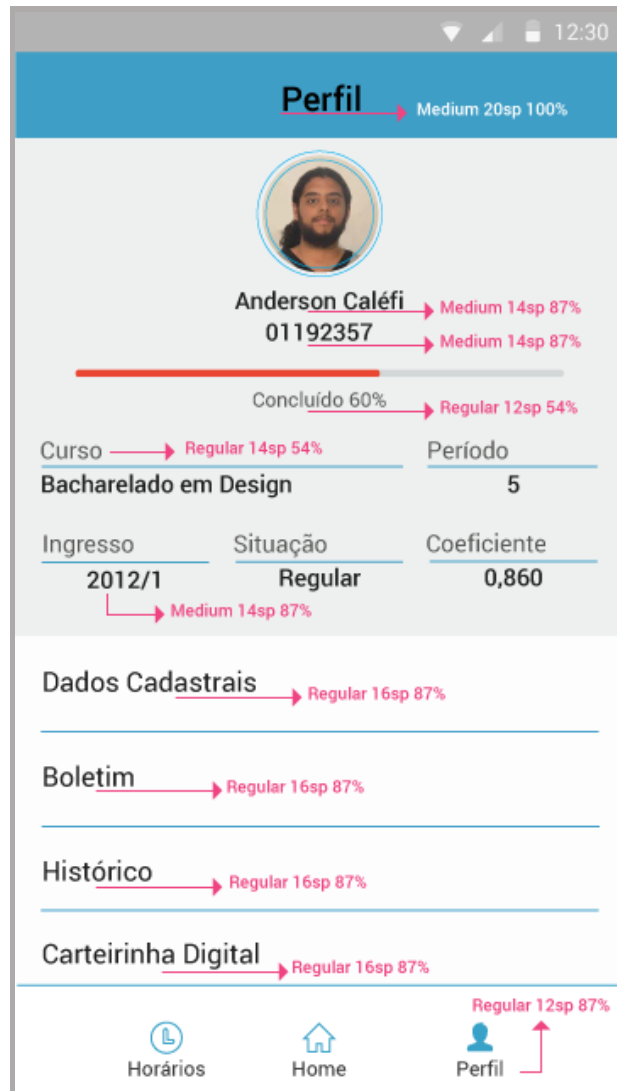 12:30
Perfil
Medium 20sp 100%
Anderson Caléfi
Medium 14sp 87%
01192357
Medium 14sp 87%
Concluído 60%
Regular 12sp 54%
Curso
Regular 14sp 54%
Período
Bacharelado em Design
5
Ingresso
Situação
Coeficiente
2012/1
Regular
0,860
Medium 14sp 87%
Dados Cadastrais
Regular 16sp 87%
Boletim
Regular 16sp 87%
Histórico
Regular 16sp 87%
Carteirinha Digital
Regular 16sp 87%
Regular 12sp 87%
Horários
Home
Perfil